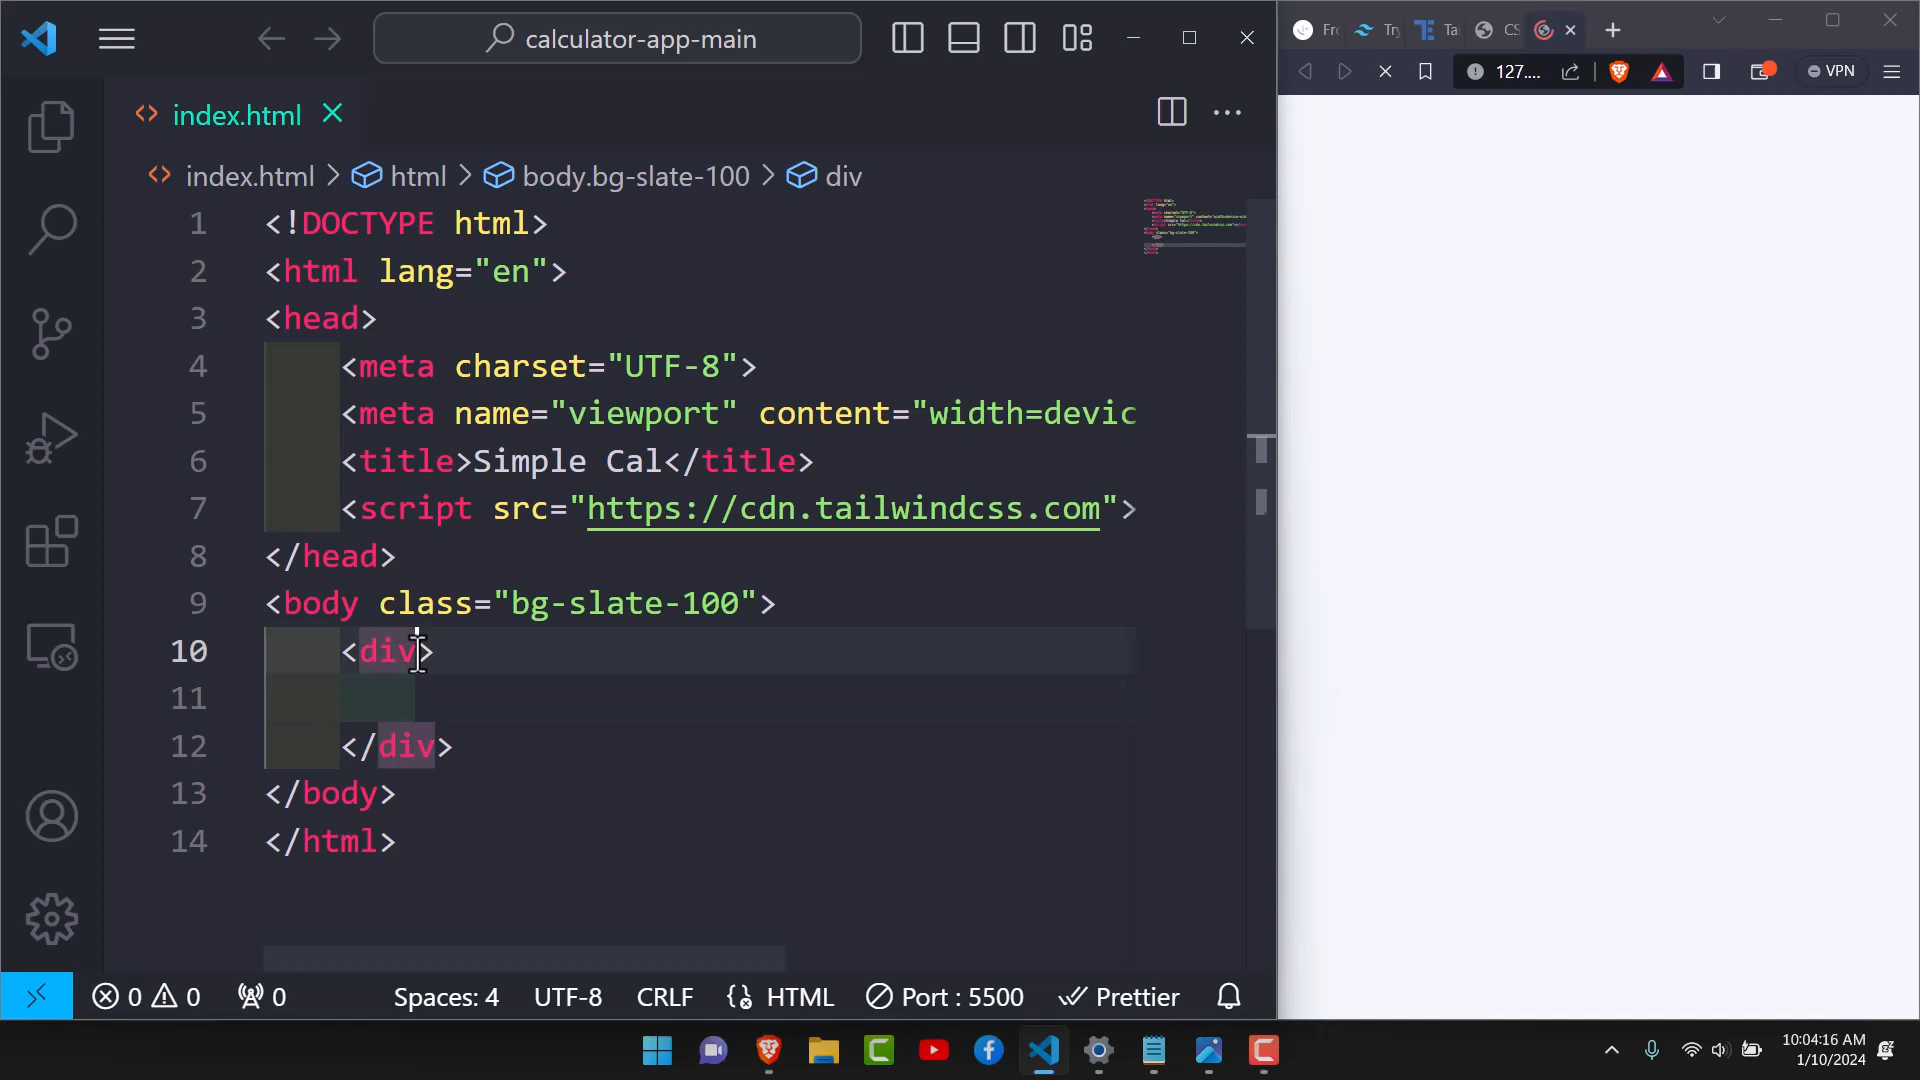 calculator-app-main
Tai
CS
127....
VPN
index.html
index.html > html > body.bg-slate-100 > div
1 <!DOCTYPE html>
2 <html lang="en">
3 <head>
4 <meta charset="UTF-8">
5 <meta name="viewport" content="width=devic
6 <title>Simple Cal</title>
7 <script src="https://cdn.tailwindcss.com">
8 </head>
9 <body class="bg-slate-100">
10 <div>
11
12 </div>
13 </body>
14 </html>
0 0 0 Spaces: 4 UTF-8 CRLF HTML Port : 5500 Prettier
10:04:16 AM
1/10/2024